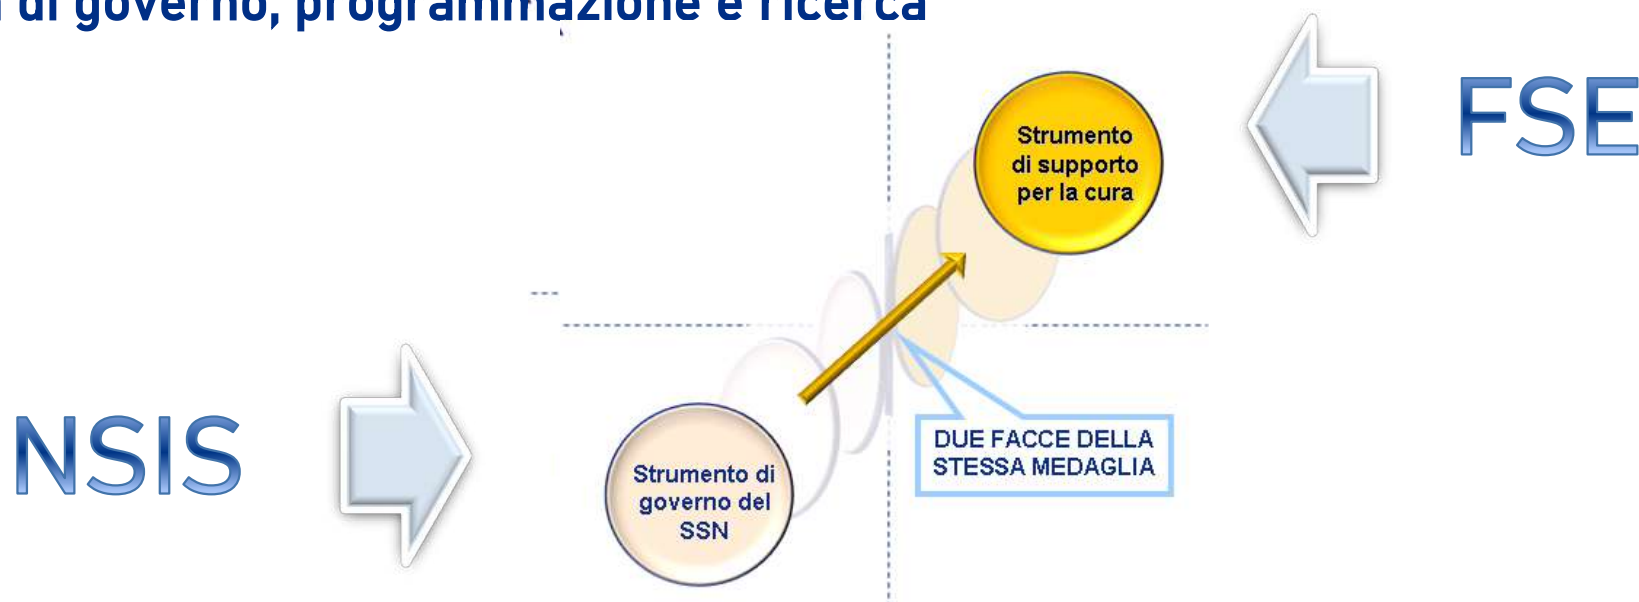 di governo, programmazione e ricerca
FSE
Strumento
di supporto
per la cura
DUE FACCE DELLA
STESSA MEDAGLIA
NSIS
Strumento di
governo del
SSN